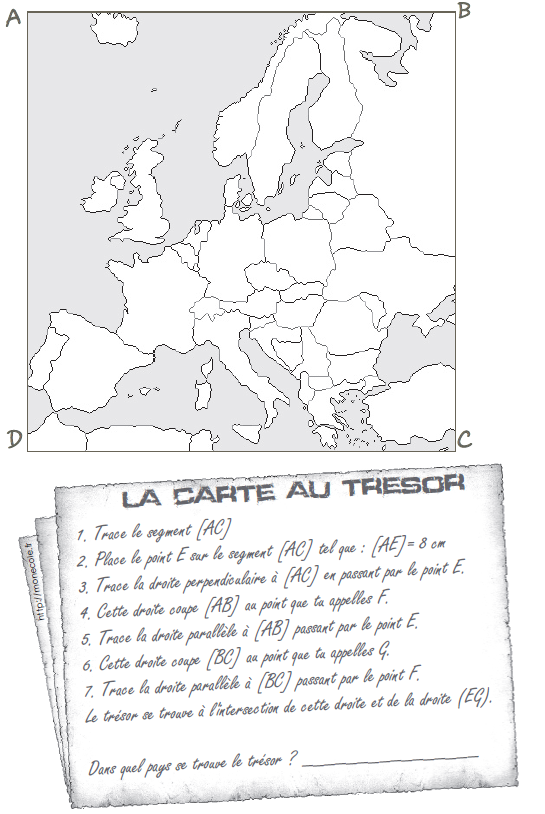 A
B
D
C
LA CARTE AU TRESOR
1. Trace le segment [AC]
2. Place le point E sur le segment [AC] tel que : [AE] = 8 cm
3. Trace la droite perpendiculaire à [AC] en passant par le point E.
4. Cette droite coupe [AB] au point que tu appelles F.
5. Trace la droite parallèle à [AB] passant par le point E.
6. Cette droite coupe [BC] au point que tu appelles G.
7. Trace la droite parallèle à [BC] passant par le point F.
Le trésor se trouve à l'intersection de cette droite et de la droite (EG).
Dans quel pays se trouve le trésor ?
http://monecole.fr